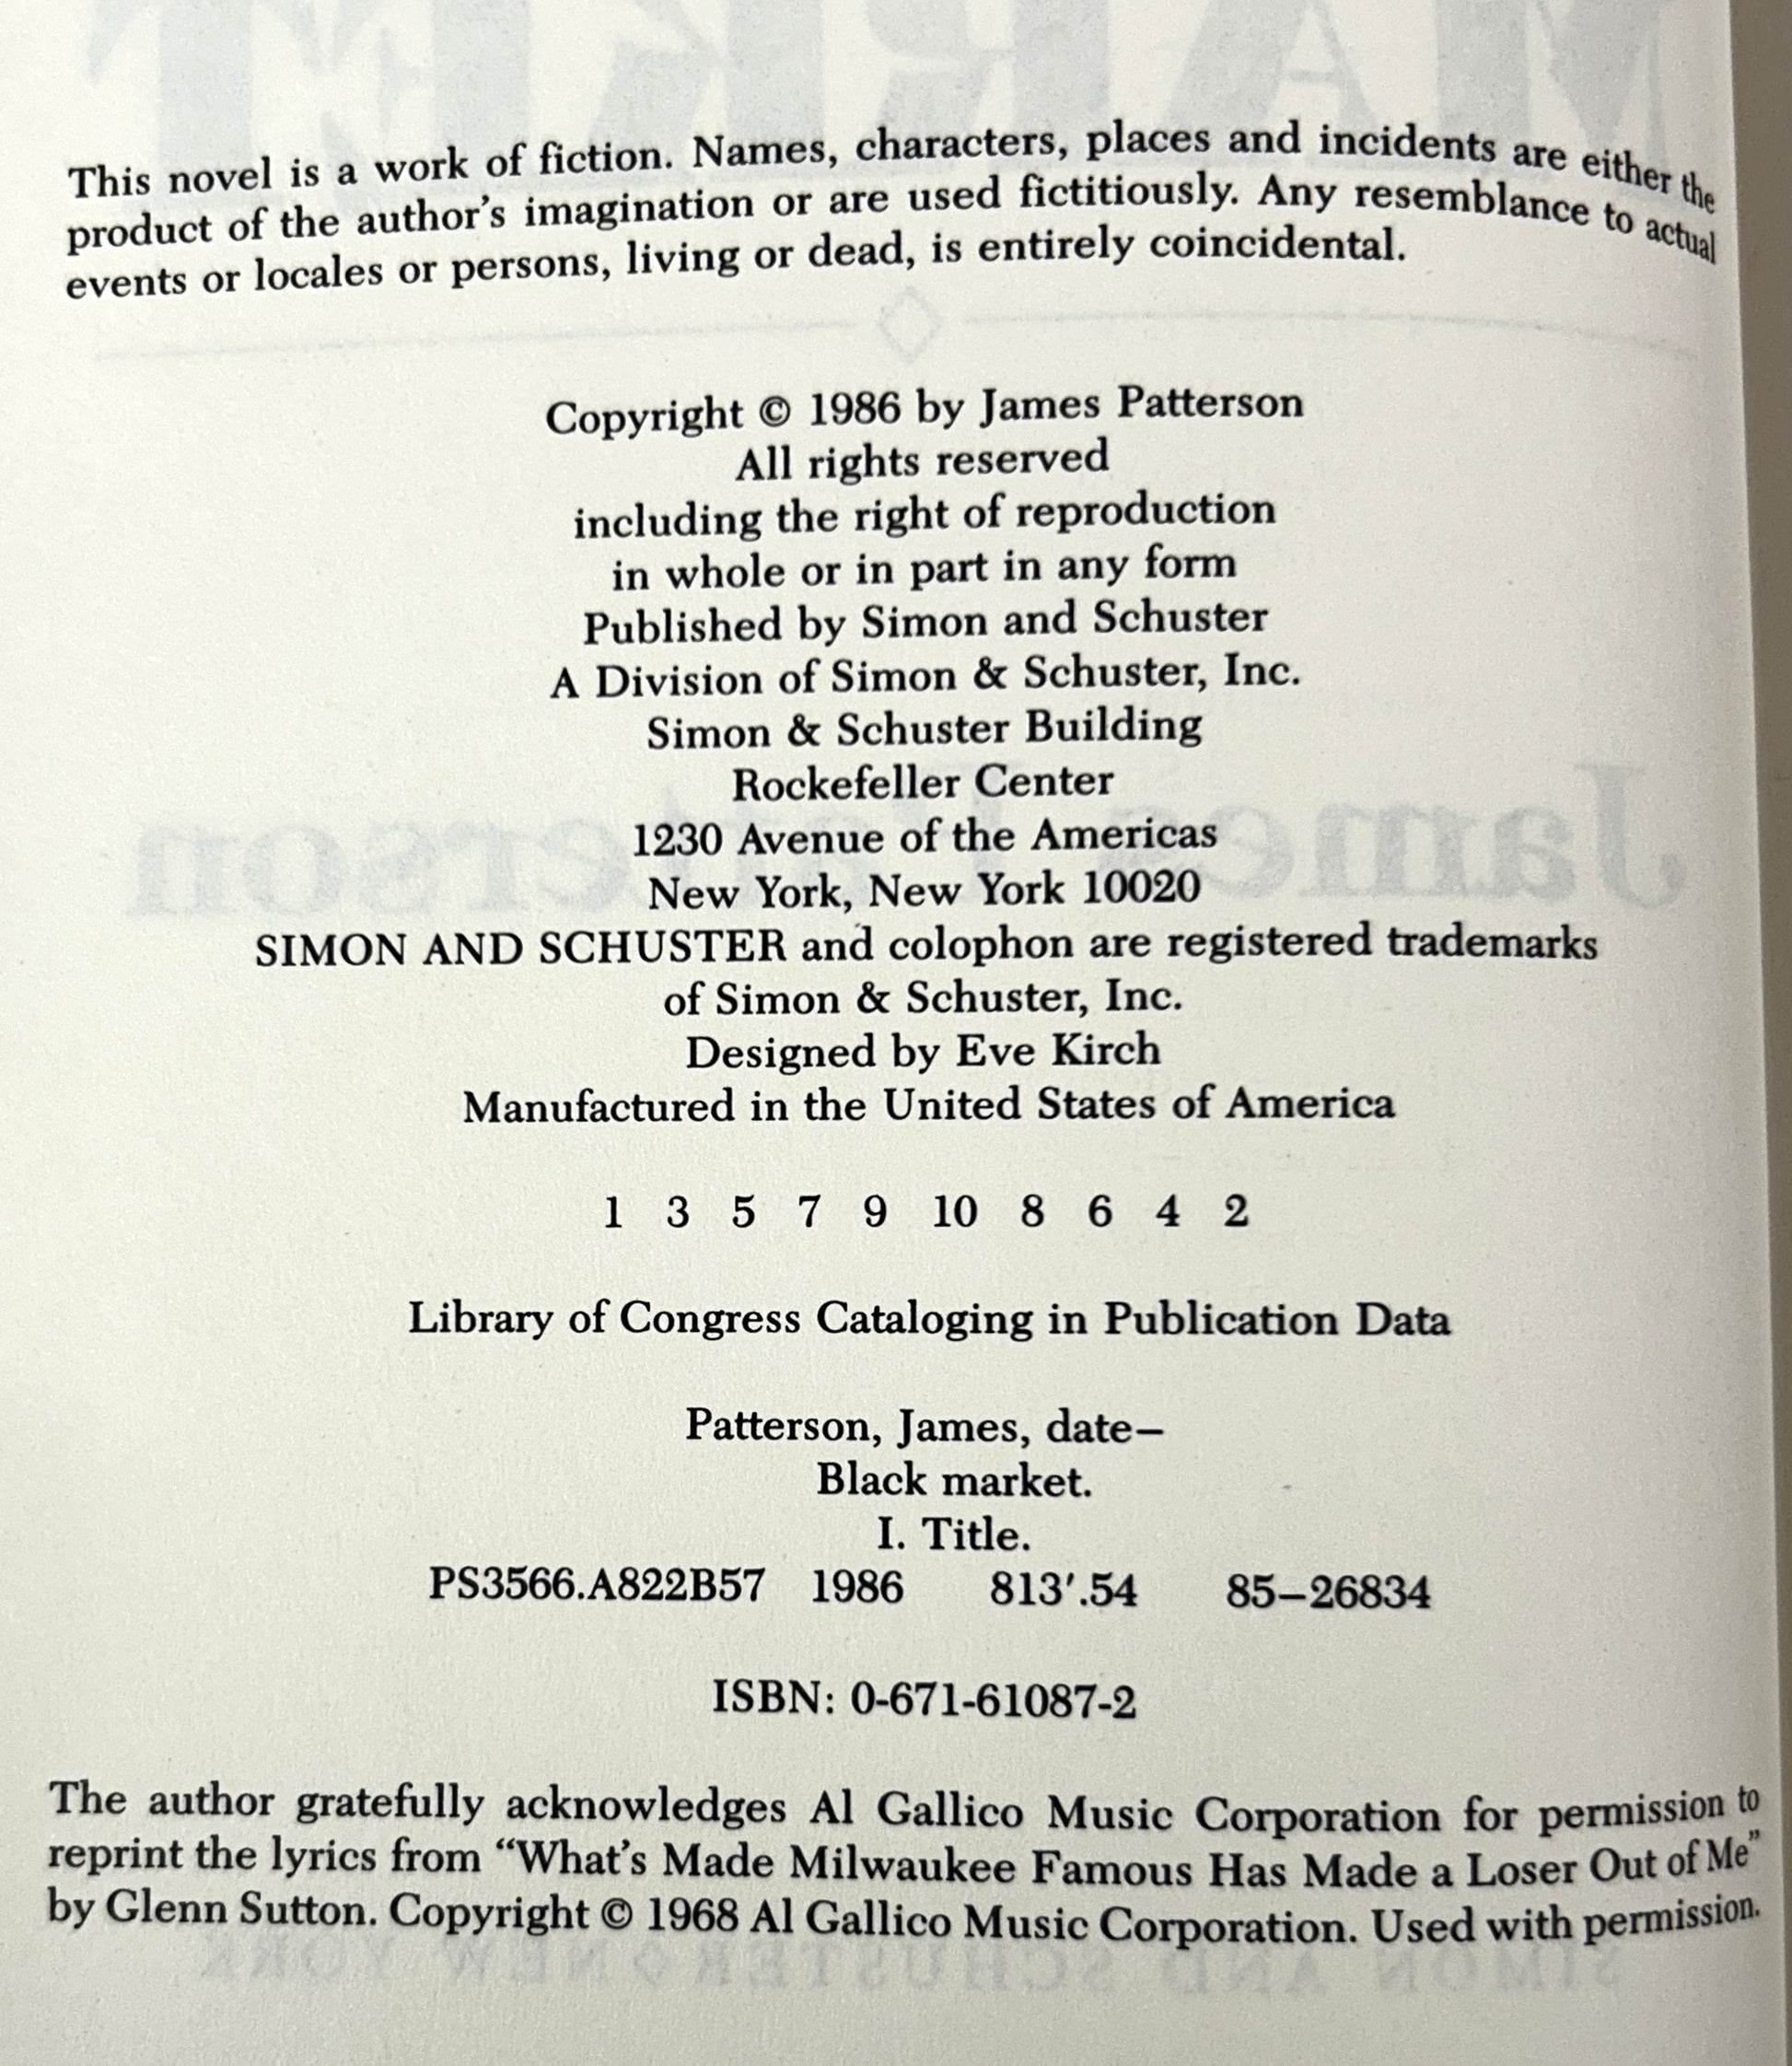 This novel is a work of fiction. Names, characters, places and incidents are either the
product of the author's imagination or are used fictitiously. Any resemblance to actual
events or locales or persons, living or dead, is entirely coincidental.
Copyright © 1986 by James Patterson
All rights reserved
including the right of reproduction
in whole or in part in any form
Published by Simon and Schuster
A Division of Simon & Schuster, Inc.
Simon & Schuster Building
Rockefeller Center
1230 Avenue of the Americas
New York, New York 10020
SIMON AND SCHUSTER and colophon are registered trademarks
of Simon & Schuster, Inc.
Designed by Eve Kirch
Manufactured in the United States of America
1 3 5 7 9 10 8 6 4 2
Library of Congress Cataloging in Publication Data
Patterson, James, date–
Black market.
I. Title.
PS3566.A822B57 1986 813′.54 85–26834
ISBN: 0-671-61087-2
The author gratefully acknowledges Al Gallico Music Corporation for permission to
reprint the lyrics from “What's Made Milwaukee Famous Has Made a Loser Out of Me”
by Glenn Sutton. Copyright © 1968 Al Gallico Music Corporation. Used with permission.